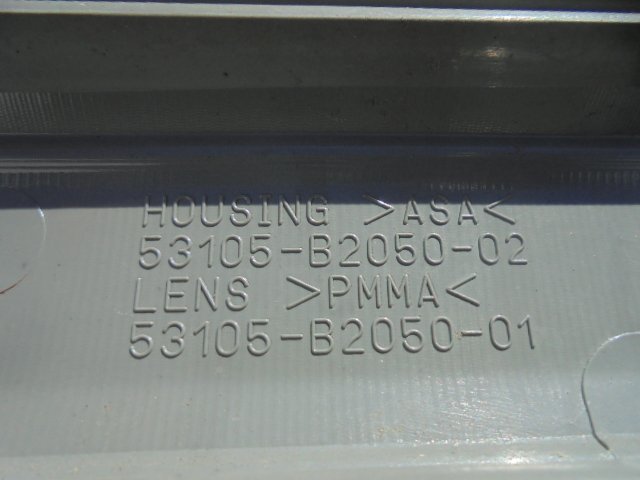 HOUSING >ASA<
53105-B2050-02
LENS >PMMA<
53105-B2050-01